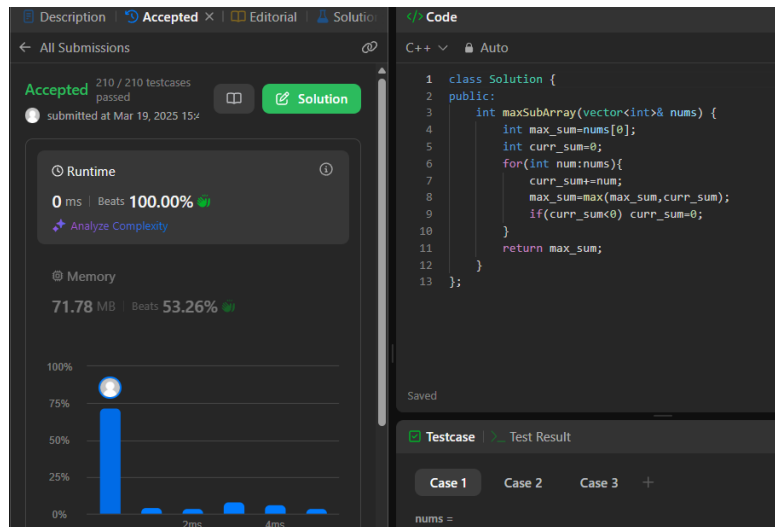 Description
Accepted
Editorial
Solution
All Submissions
Accepted 210 / 210 testcases passed
submitted at Mar 19, 2025 15:4
Solution
Runtime
0 ms | Beats 100.00%
Analyze Complexity
Memory
71.78 MB | Beats 53.26%
100%
75%
50%
25%
0%
2ms
4ms
</> Code
C++
Auto
1 class Solution {
2 public:
3     int maxSubArray(vector<int>& nums) {
4         int max_sum=nums[0];
5         int curr_sum=0;
6         for(int num:nums){
7             curr_sum+=num;
8             max_sum=max(max_sum,curr_sum);
9             if(curr_sum<0) curr_sum=0;
10         }
11         return max_sum;
12     }
13 };
Saved
Testcase
Test Result
Case 1
Case 2
Case 3
nums =